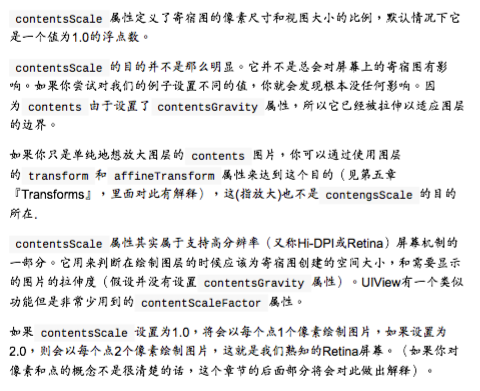 contentsScale 属性定义了寄宿图的像素尺寸和视图大小的比例，默认情况下它
是一个值为1.0的浮点数。
contentsScale 的目的并不是那么明显。它并不是总会对屏幕上的寄宿图有影
响。如果你尝试对我们的例子设置不同的值，你就会发现根本没任何影响。因
为 contents 由于设置了 contentsGravity 属性，所以它已经被拉伸以适应图层
的边界。
如果你只是单纯地想放大图层的 contents 图片，你可以通过使用图层
的 transform 和 affineTransform 属性来达到这个目的（见第五章
『Transforms』，里面对此有解释），这(指放大)也不是 contengsScale 的目的
所在.
contentsScale 属性其实属于支持高分辨率（又称Hi-DPI或Retina）屏幕机制的
一部分。它用来判断在绘制图层的时候应该为寄宿图创建的空间大小，和需要显示
的图片的拉伸度（假设并没有设置 contentsGravity 属性）。UIView有一个类似
功能但是非常少用到的 contentScaleFactor 属性。
如果 contentsScale 设置为1.0，将会以每个点1个像素绘制图片，如果设置为
2.0，则会以每个点2个像素绘制图片，这就是我们熟知的Retina屏幕。（如果你对
像素和点的概念不是很清楚的话，这个章节的后面部分将会对此做出解释）。